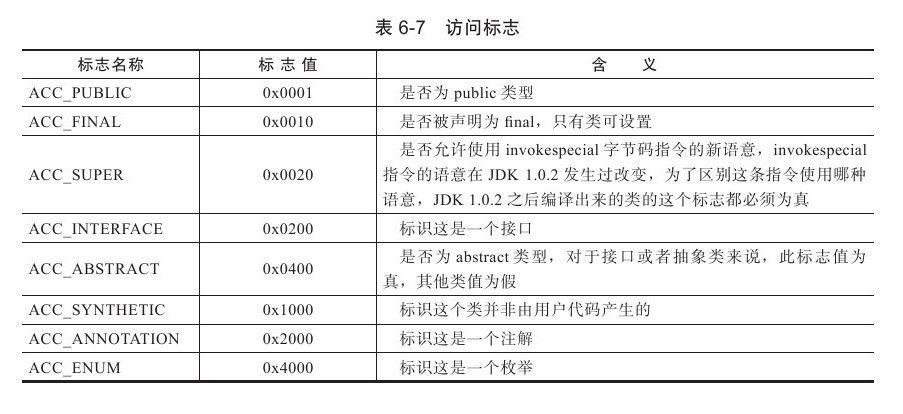 表 6-7 访问标志
标志名称 标 志 值 含 义
ACC_PUBLIC 0x0001 是否为 public 类型
ACC_FINAL 0x0010 是否被声明为 final，只有类可设置
ACC_SUPER 0x0020 是否允许使用 invokespecial 字节码指令的新语意，invokespecial
指令的语意在 JDK 1.0.2 发生过改变，为了区别这条指令使用哪种
语意，JDK 1.0.2 之后编译出来的类的这个标志都必须为真
ACC_INTERFACE 0x0200 标识这是一个接口
ACC_ABSTRACT 0x0400 是否为 abstract 类型，对于接口或者抽象类来说，此标志值为
真，其他类值为假
ACC_SYNTHETIC 0x1000 标识这个类并非由用户代码产生的
ACC_ANNOTATION 0x2000 标识这是一个注解
ACC_ENUM 0x4000 标识这是一个枚举